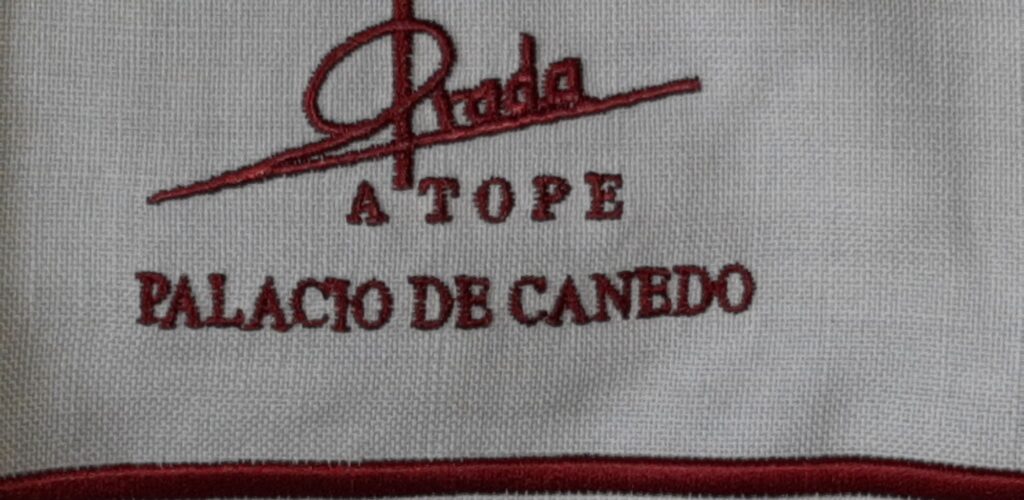 Prada
A TOPE
PALACIO DE CANEDO